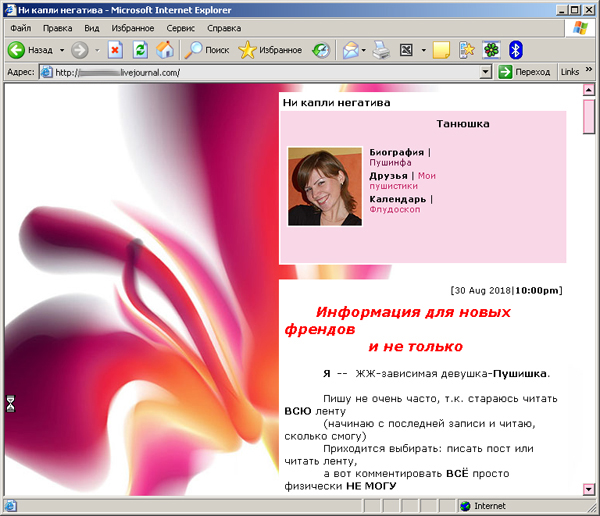 Ни капли негатива - Microsoft Internet Explorer
Файл Правка Вид Избранное Сервис Справка
Назад Поиск Избранное
Адрес: http:// .livejournal.com/ Переход Links »
Ни капли негатива
Танюшка
Биография |
Пушинфа
Друзья | Мои
пушистики
Календарь |
Флудоскоп
[30 Aug 2018|10:00pm]
Информация для новых
френдов
и не только
Я -- ЖЖ-зависимая девушка-Пушишка.
Пишу не очень часто, т.к. стараюсь читать
ВСЮ ленту
(начинаю с последней записи и читаю,
сколько смогу)
Приходится выбирать: писать пост или
читать ленту,
а вот комментировать ВСЁ просто
физически НЕ МОГУ
Internet